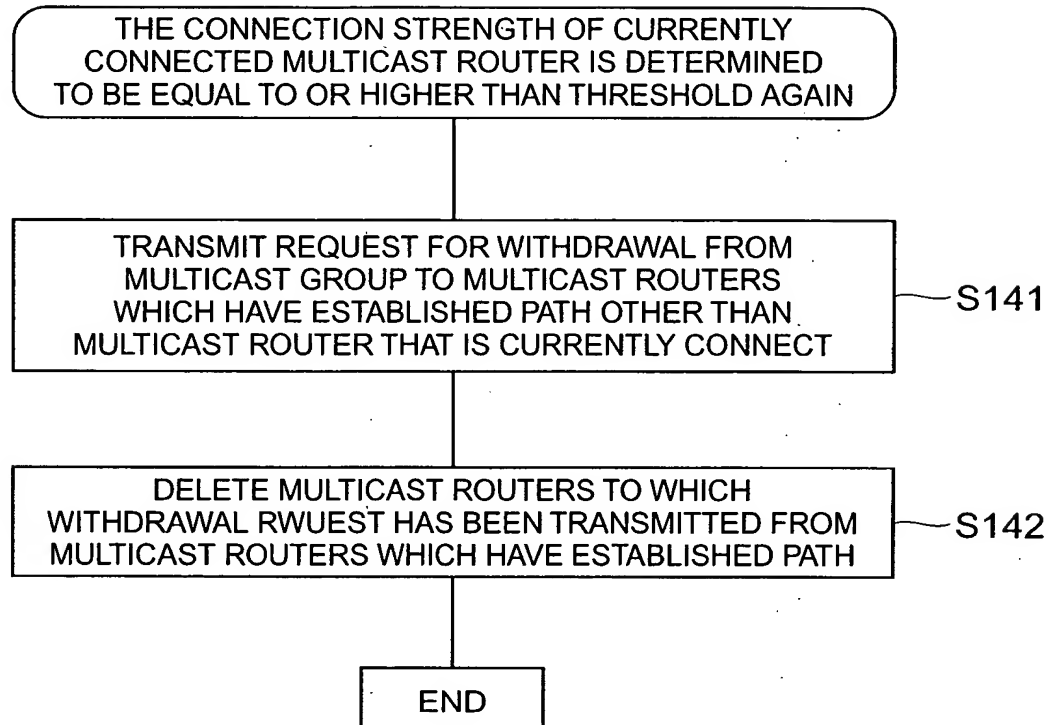 THE CONNECTION STRENGTH OF CURRENTLY
CONNECTED MULTICAST ROUTER IS DETERMINED
TO BE EQUAL TO OR HIGHER THAN THRESHOLD AGAIN
TRANSMIT REQUEST FOR WITHDRAWAL FROM
MULTICAST GROUP TO MULTICAST ROUTERS
WHICH HAVE ESTABLISHED PATH OTHER THAN
MULTICAST ROUTER THAT IS CURRENTLY CONNECT
S141
DELETE MULTICAST ROUTERS TO WHICH
WITHDRAWAL RWUEST HAS BEEN TRANSMITTED FROM
MULTICAST ROUTERS WHICH HAVE ESTABLISHED PATH
S142
END